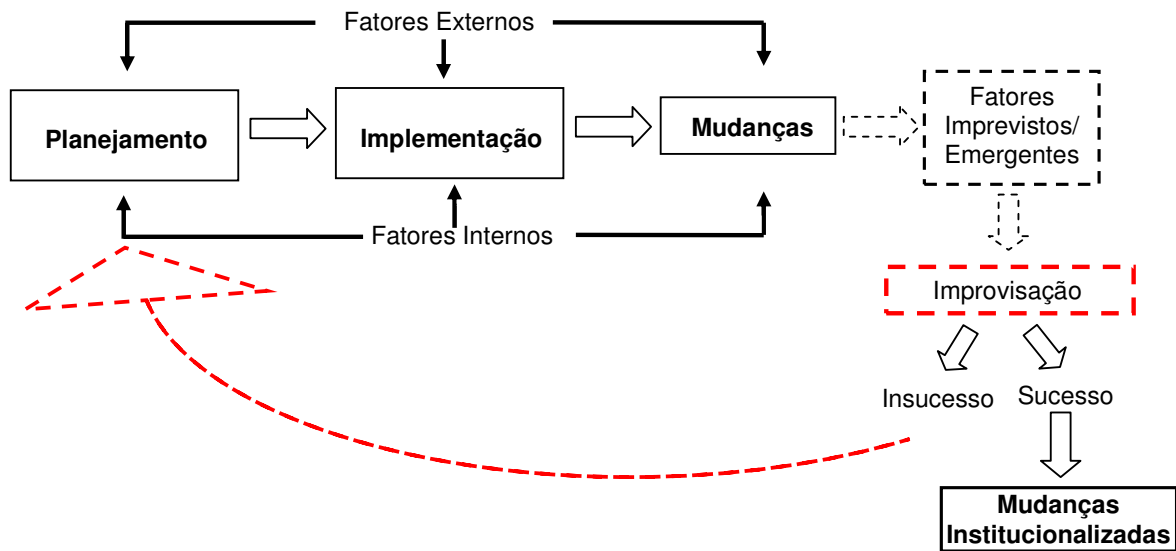 Fatores Externos
Planejamento
Implementação
Mudanças
Fatores
Imprevistos/
Emergentes
Fatores Internos
Improvisação
Insucesso
Sucesso
Mudanças
Institucionalizadas